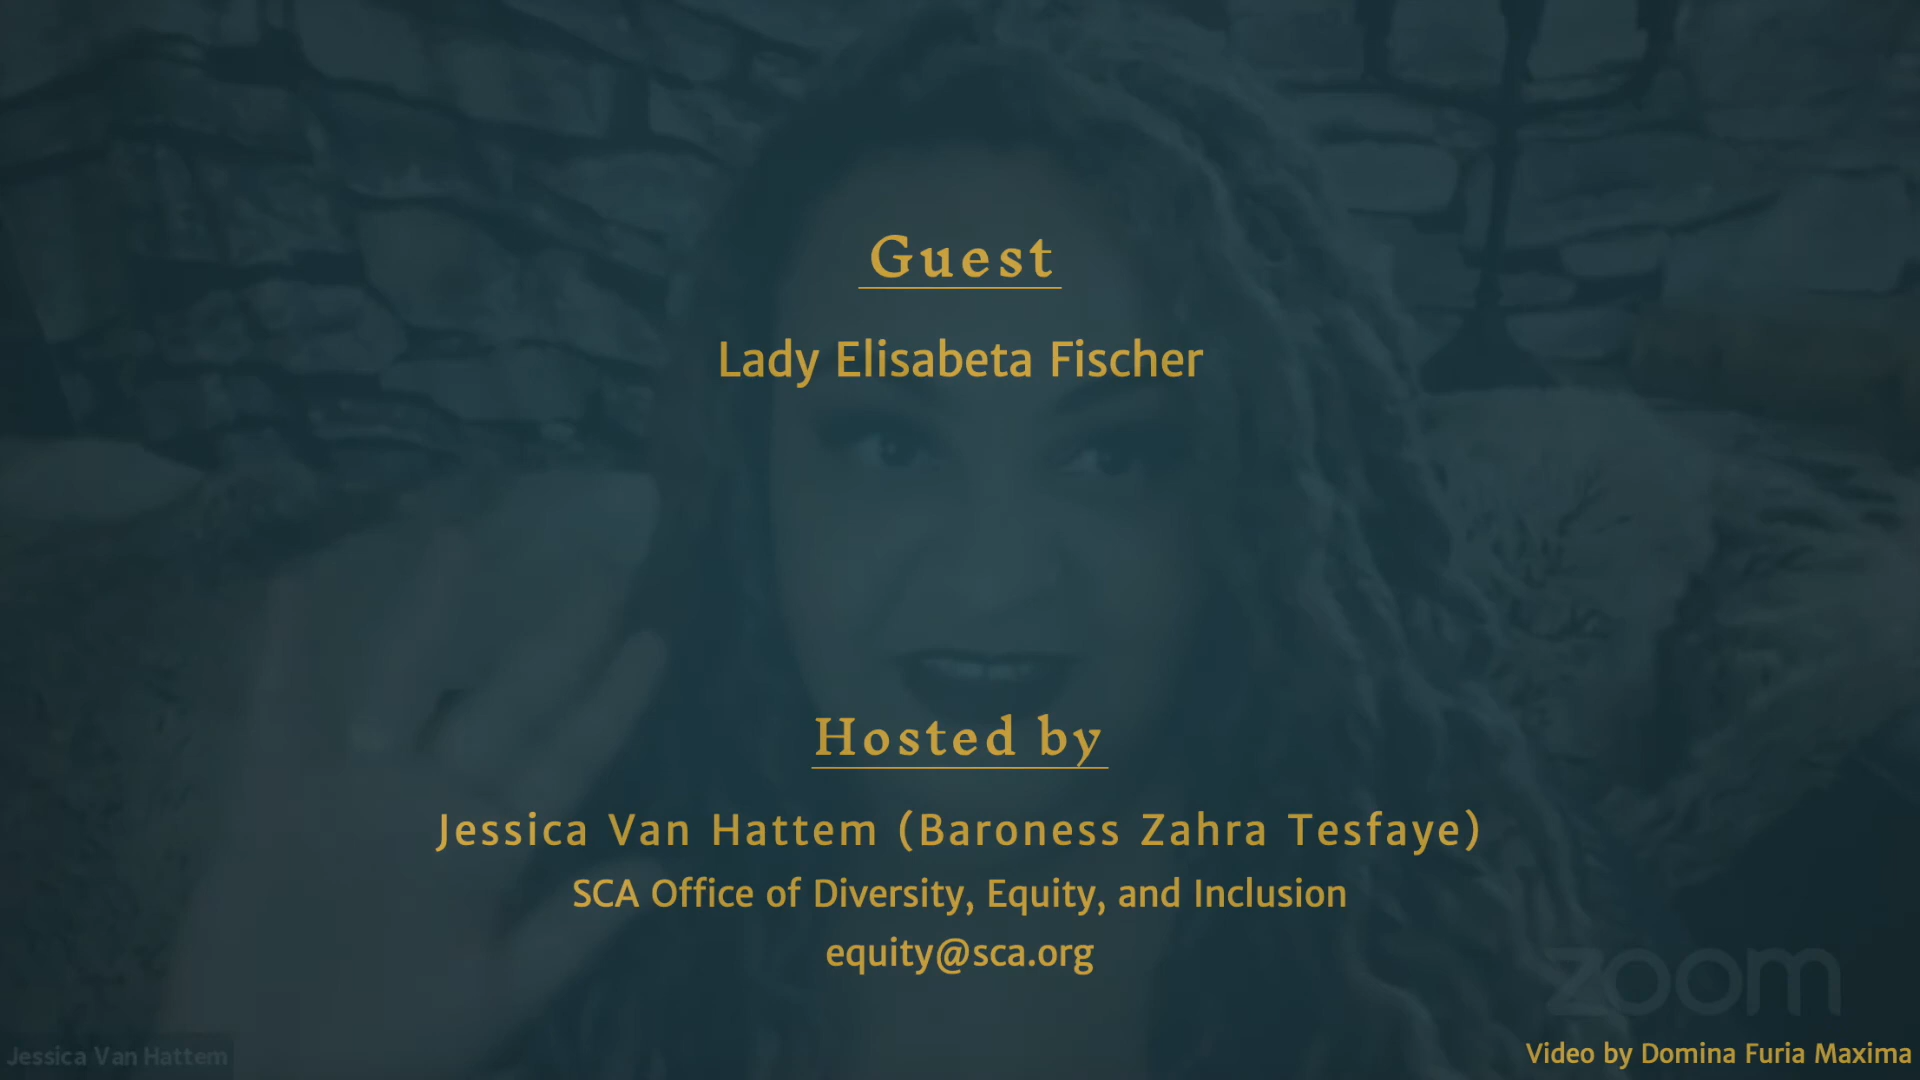 Guest
Lady Elisabeta Fischer
Hosted by
Jessica Van Hattem (Baroness Zahra Tesfaye)
SCA Office of Diversity, Equity, and Inclusion
equity@sca.org
zoom
Jessica Van Hattem
Video by Domina Furia Maxima